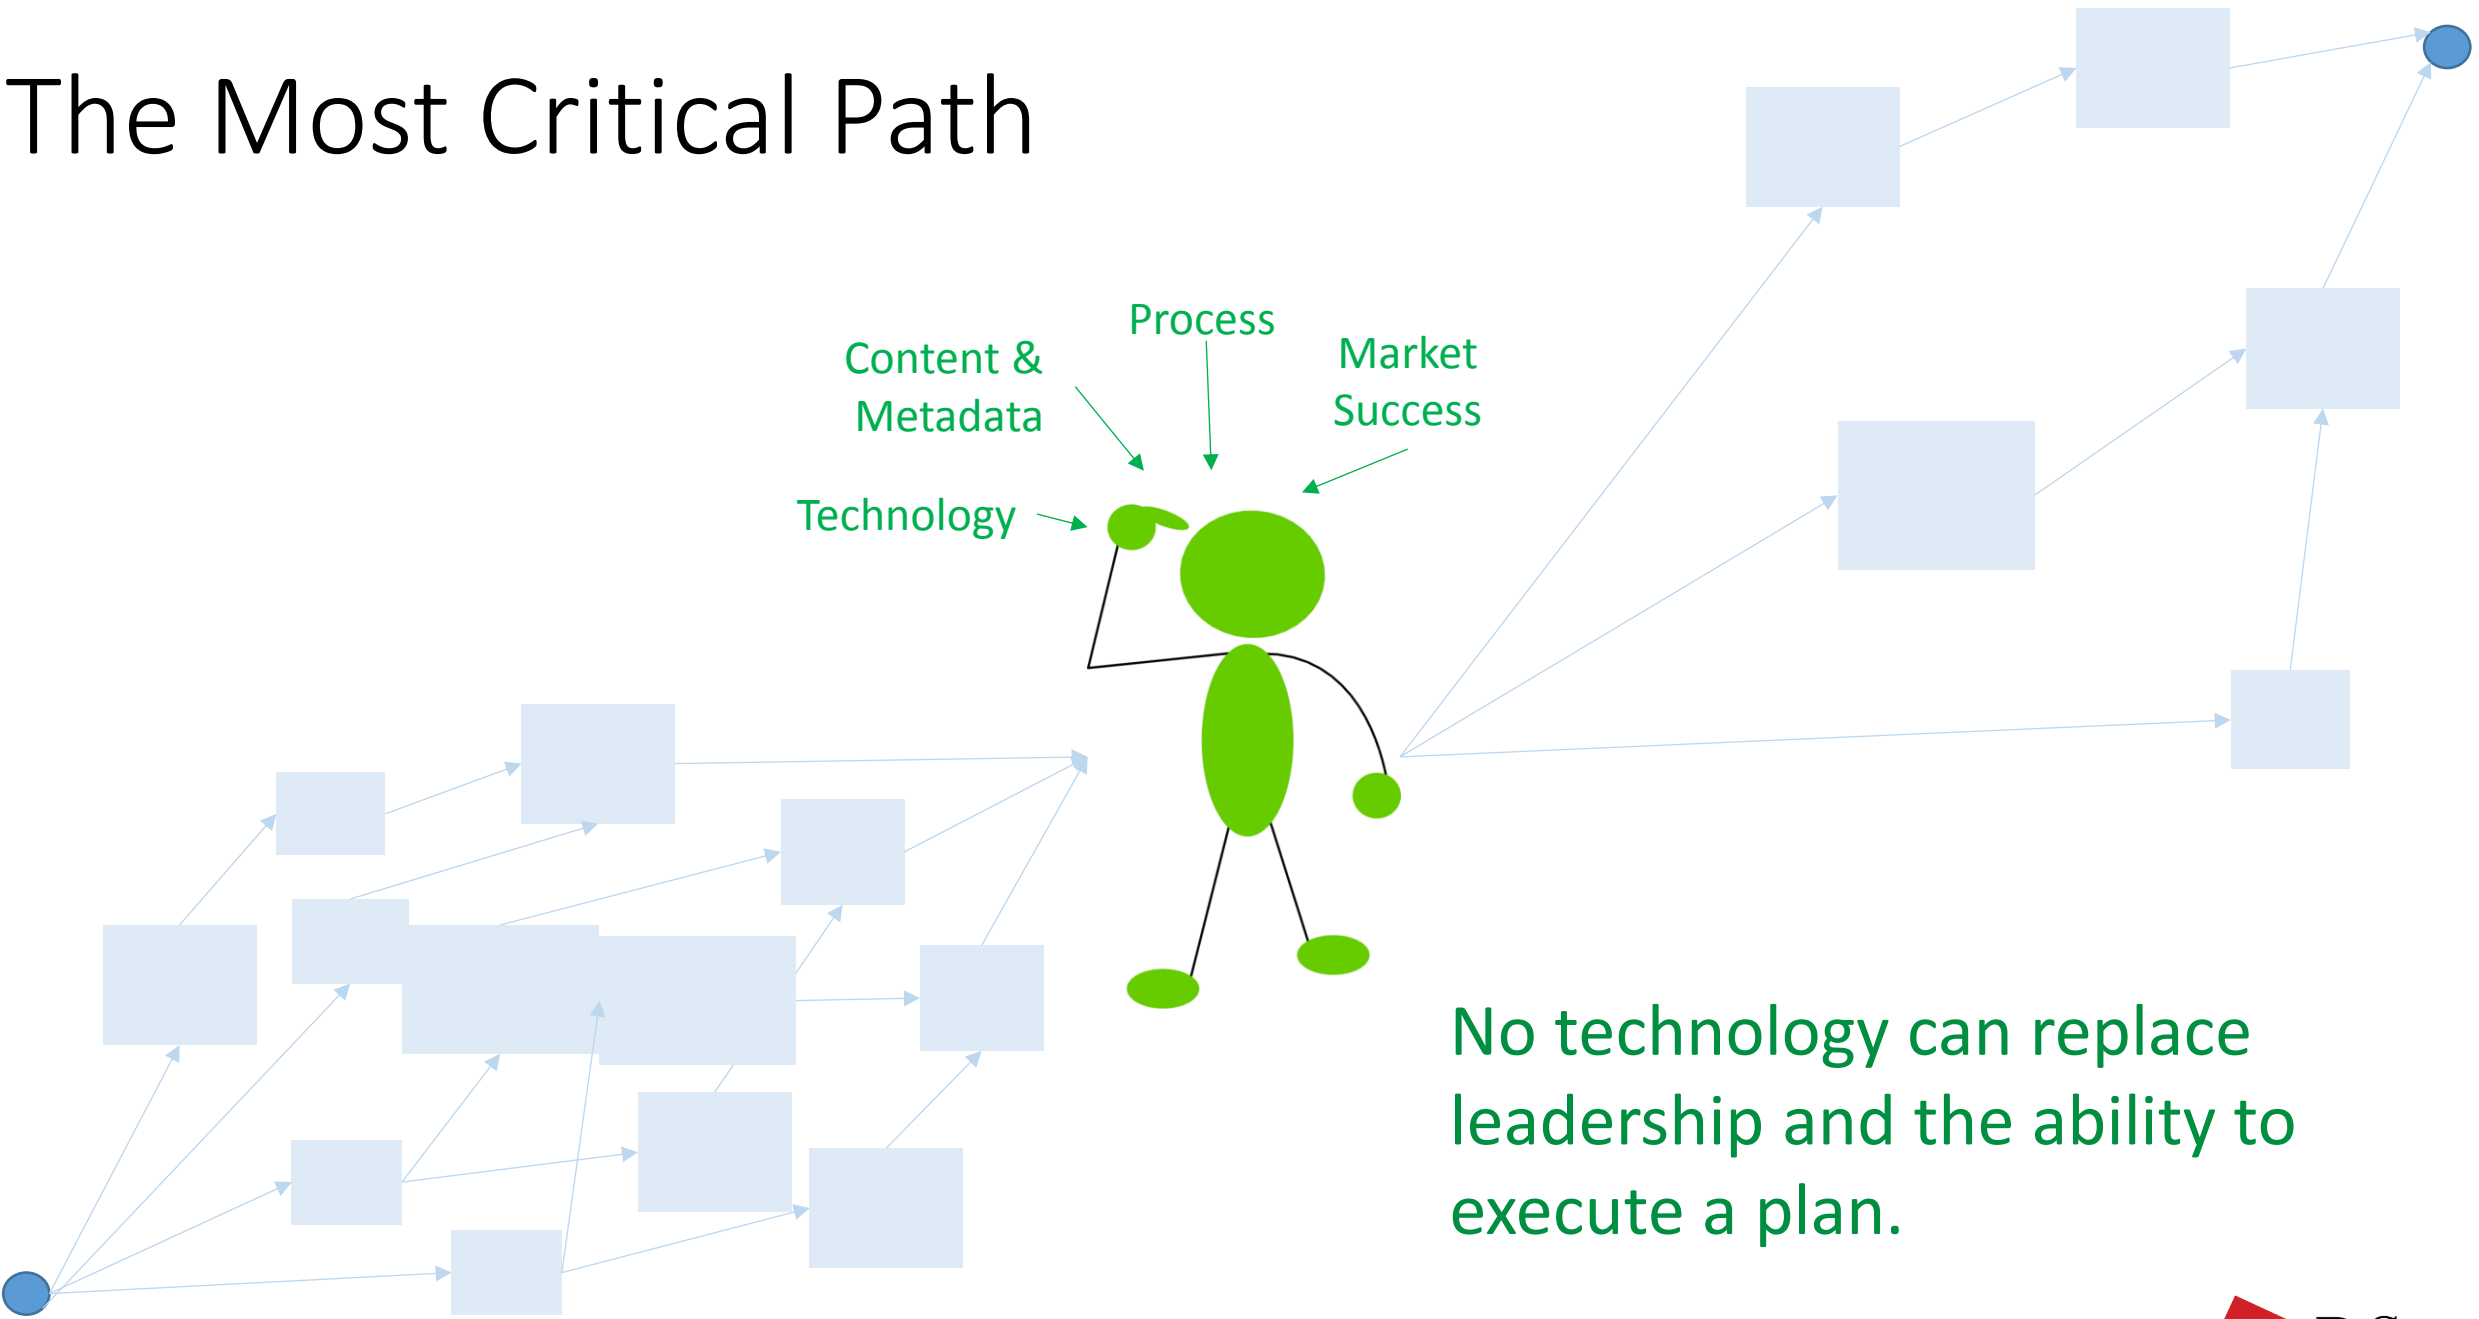 The Most Critical Path
Process
Content &
Metadata
Market
Success
Technology
No technology can replace
leadership and the ability to
execute a plan.